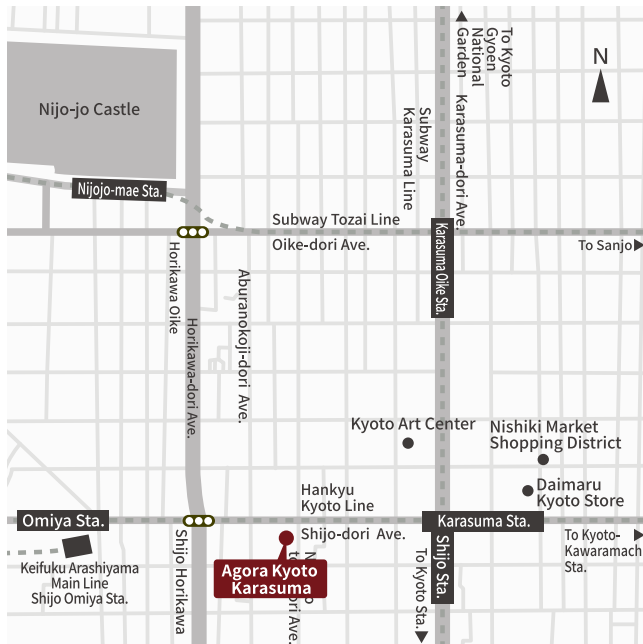 To Kyoto
Gyoen
National
Garden
N
Nijo-jo Castle
Karasuma-dori Ave.
Subway
Karasuma Line
Nijojo-mae Sta.
Subway Tozai Line
Oike-dori Ave.
Karasuma Oike Sta.
To Sanjo
Horikawa Oike
Horikawa-dori Ave.
Aburanokoji-dori Ave.
Kyoto Art Center
Nishiki Market
Shopping District
Daimaru
Kyoto Store
Hankyu
Kyoto Line
Omiya Sta.
Karasuma Sta.
Shijo-dori Ave.
To Kyoto-
Kawaramach
Sta.
Shijo Horikawa
Shijo Sta.
To Kyoto Sta.
Keifuku Arashiyama
Main Line
Shijo Omiya Sta.
Agora Kyoto
Karasuma